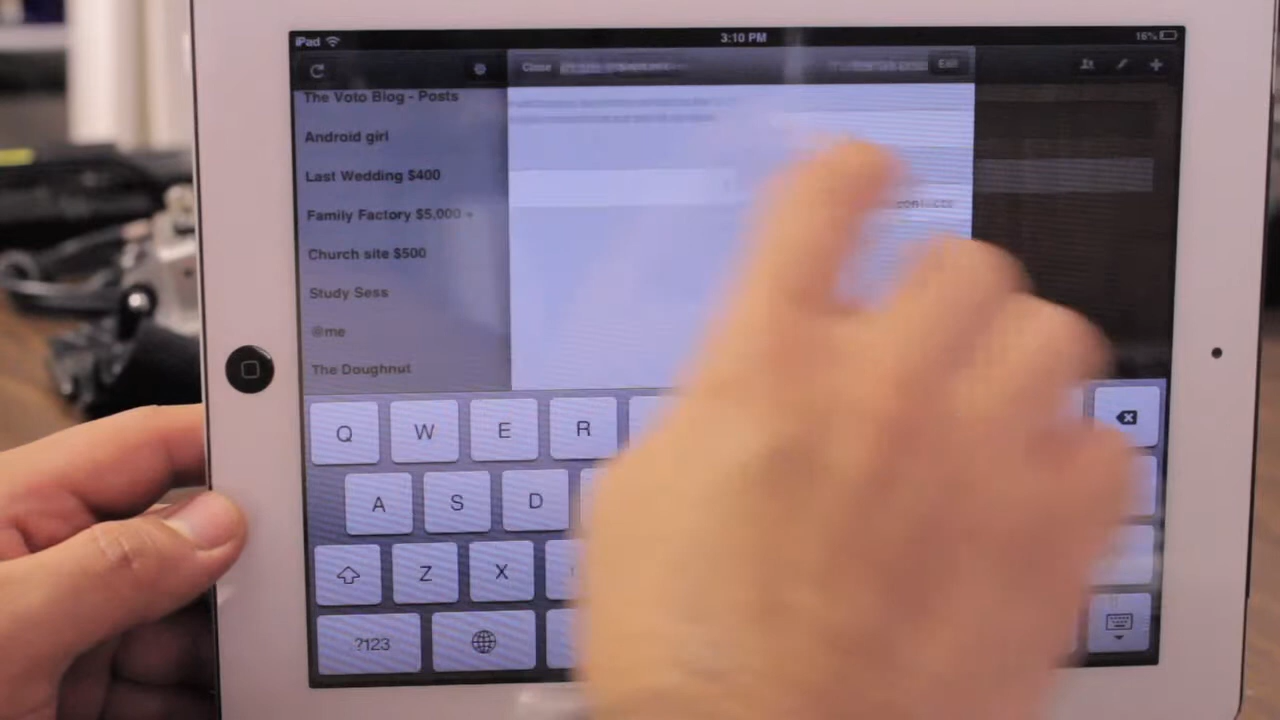 iPad 3:10 PM 16%
Close Edit
The Voto Blog - Posts
Android girl
Last Wedding $400
Family Factory $5,000 +
Church site $500
Study Sess
@me
The Doughnut
Q W E R
A S D
Z X
?123